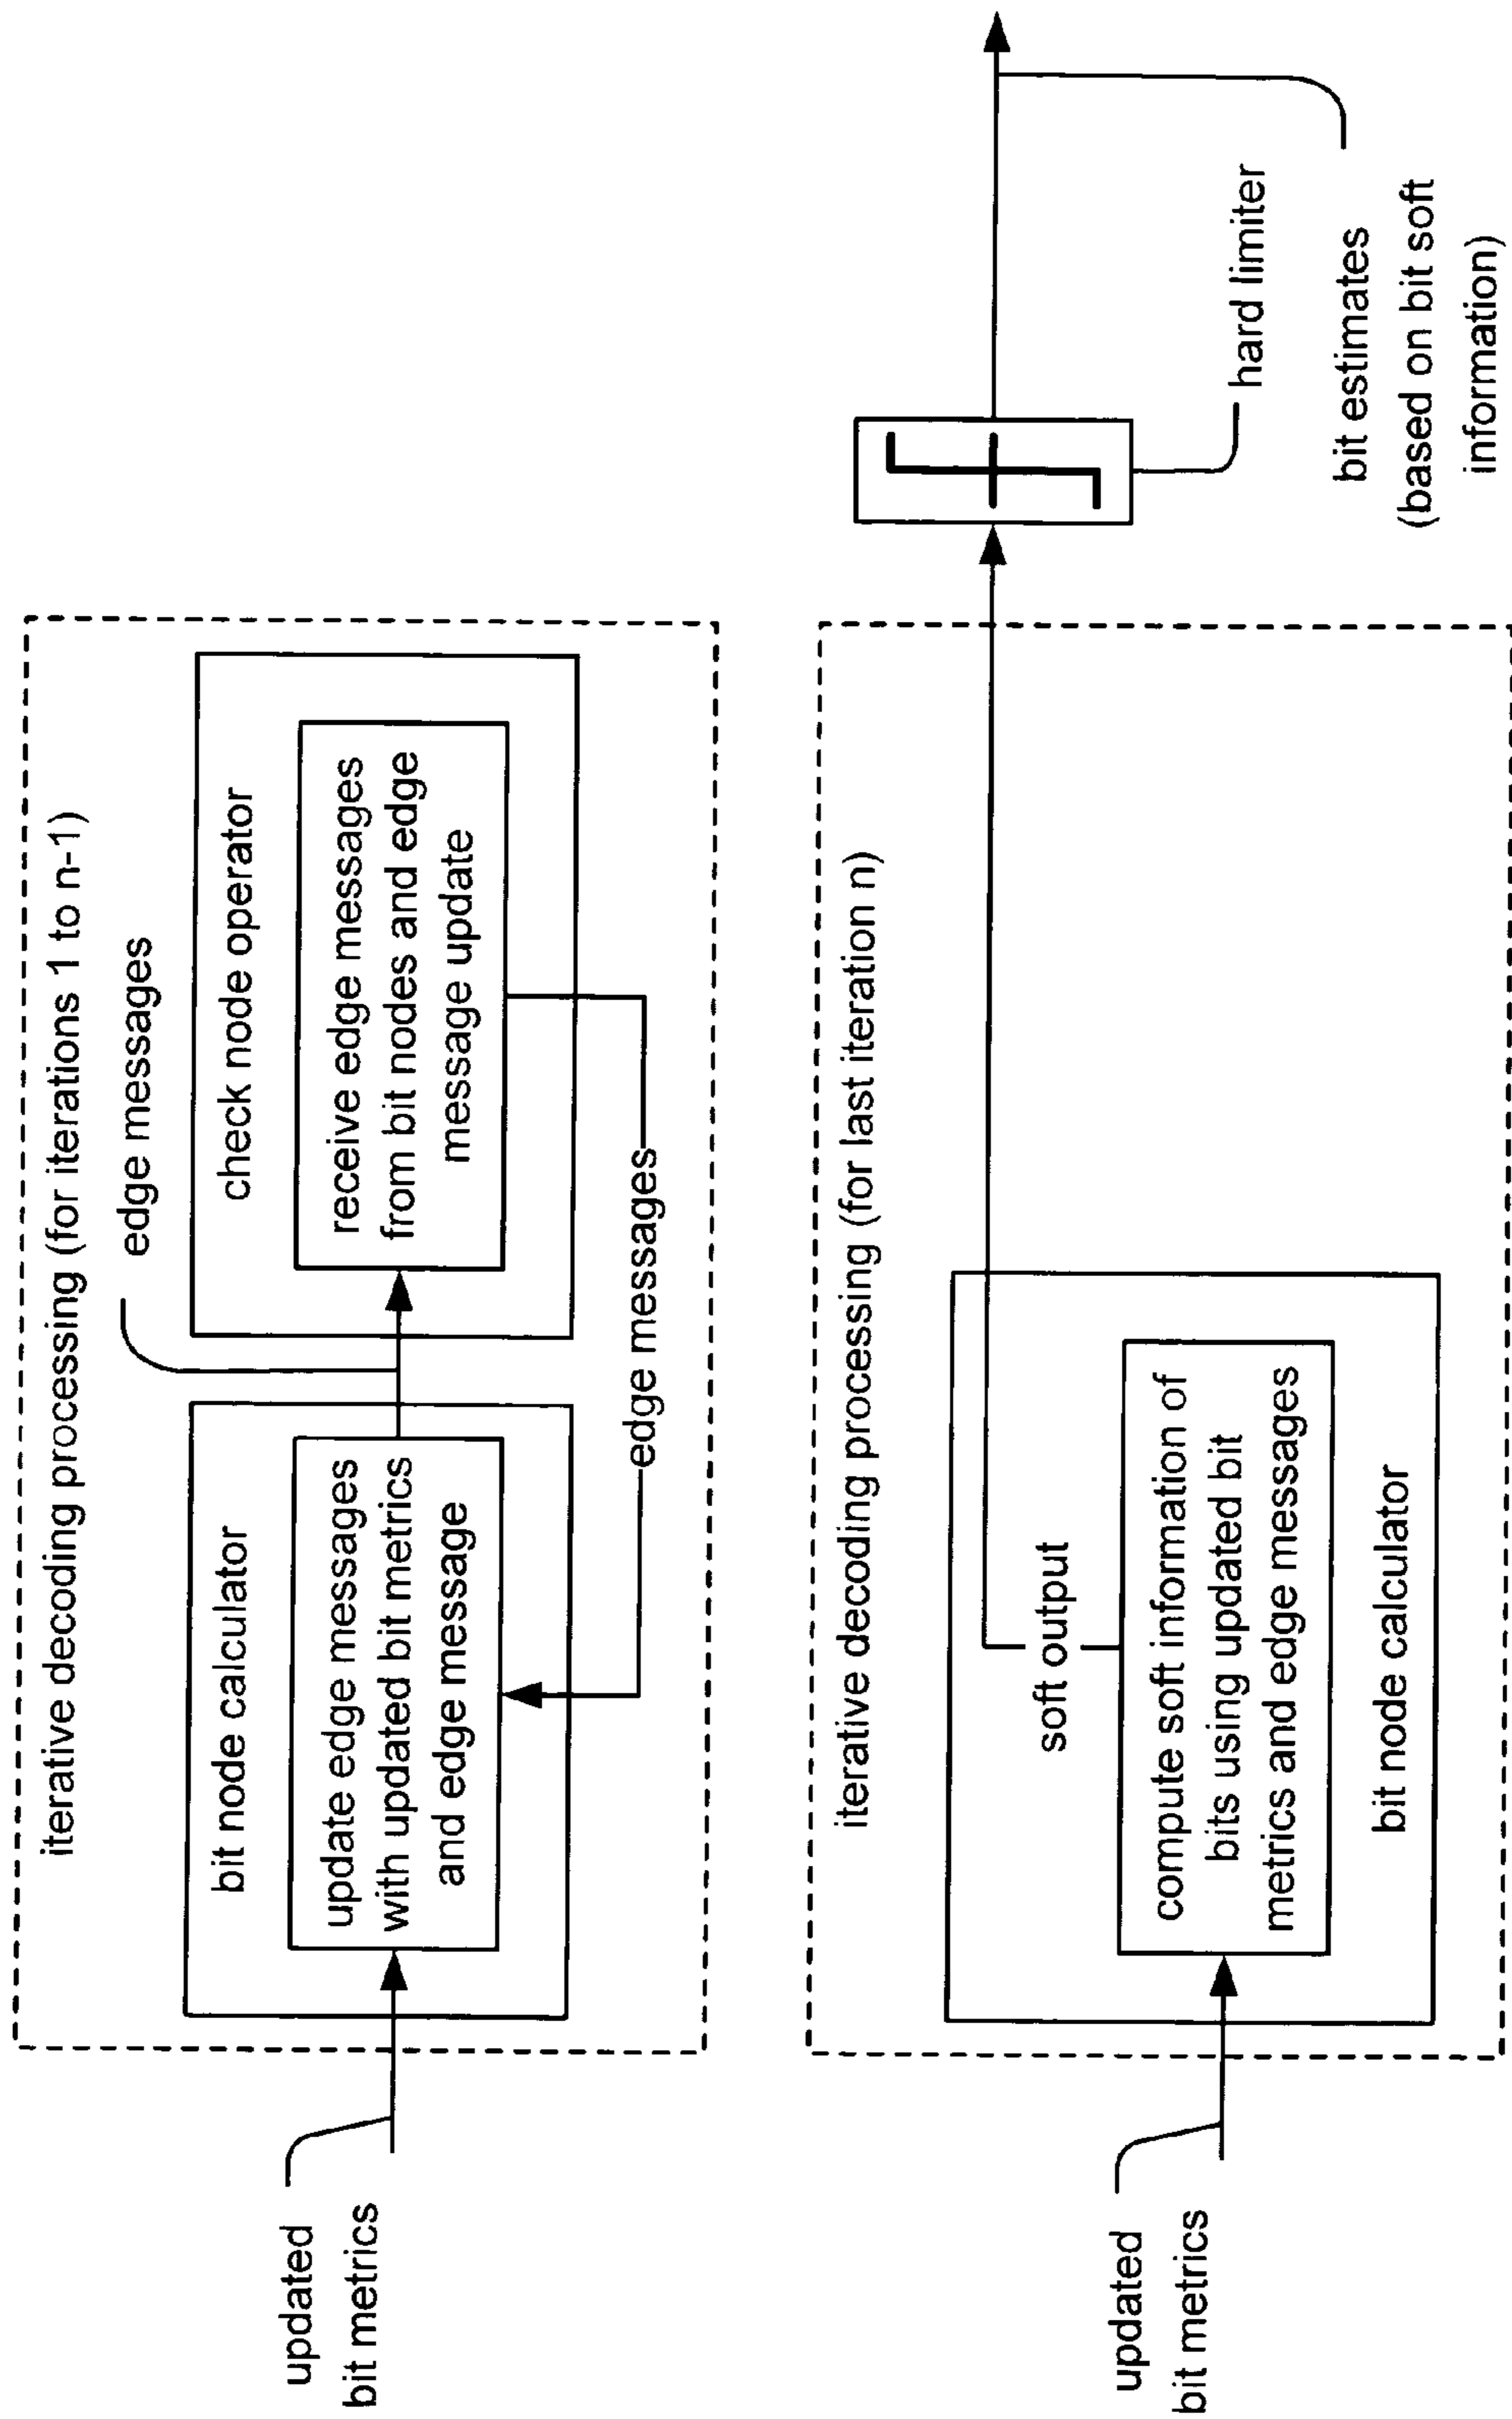 iterative decoding processing (for iterations 1 to n-1)
edge messages
bit node calculator
check node operator
updated
bit metrics
update edge messages
with updated bit metrics
and edge message
receive edge messages
from bit nodes and edge
message update
edge messages
iterative decoding processing (for last iteration n)
soft output
updated
bit metrics
compute soft information of
bits using updated bit
metrics and edge messages
bit node calculator
hard limiter
bit estimates
(based on bit soft
information)